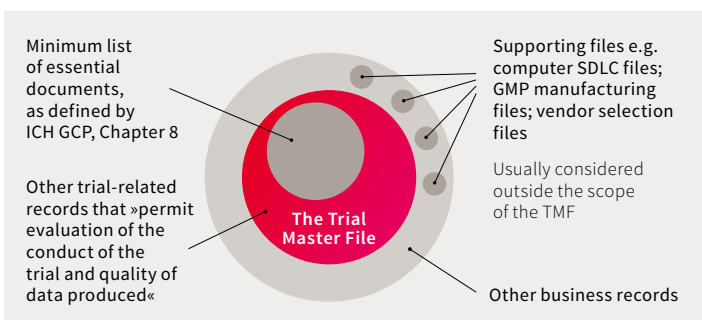 Minimum list
of essential
documents,
as defined by
ICH GCP, Chapter 8
Other trial-related
records that »permit
evaluation of the
conduct of the
trial and quality of
data produced«
The Trial
Master File
Supporting files e.g.
computer SDLC files;
GMP manufacturing
files; vendor selection
files
Usually considered
outside the scope
of the TMF
Other business records